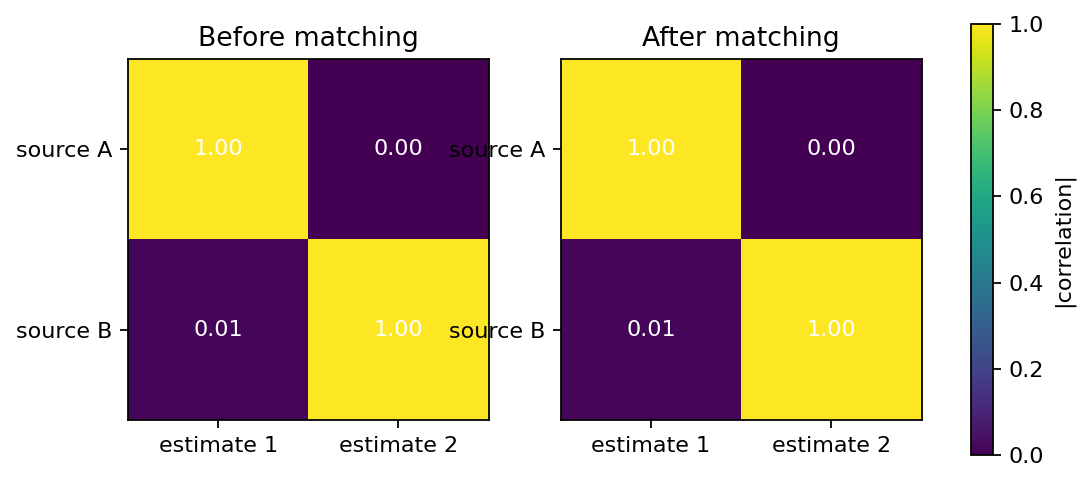 Before matching
source A
source B
1.00
0.00
0.01
1.00
estimate 1
estimate 2
After matching
source A
source B
1.00
0.00
0.01
1.00
estimate 1
estimate 2
1.0
0.8
0.6
0.4
0.2
0.0
|correlation|